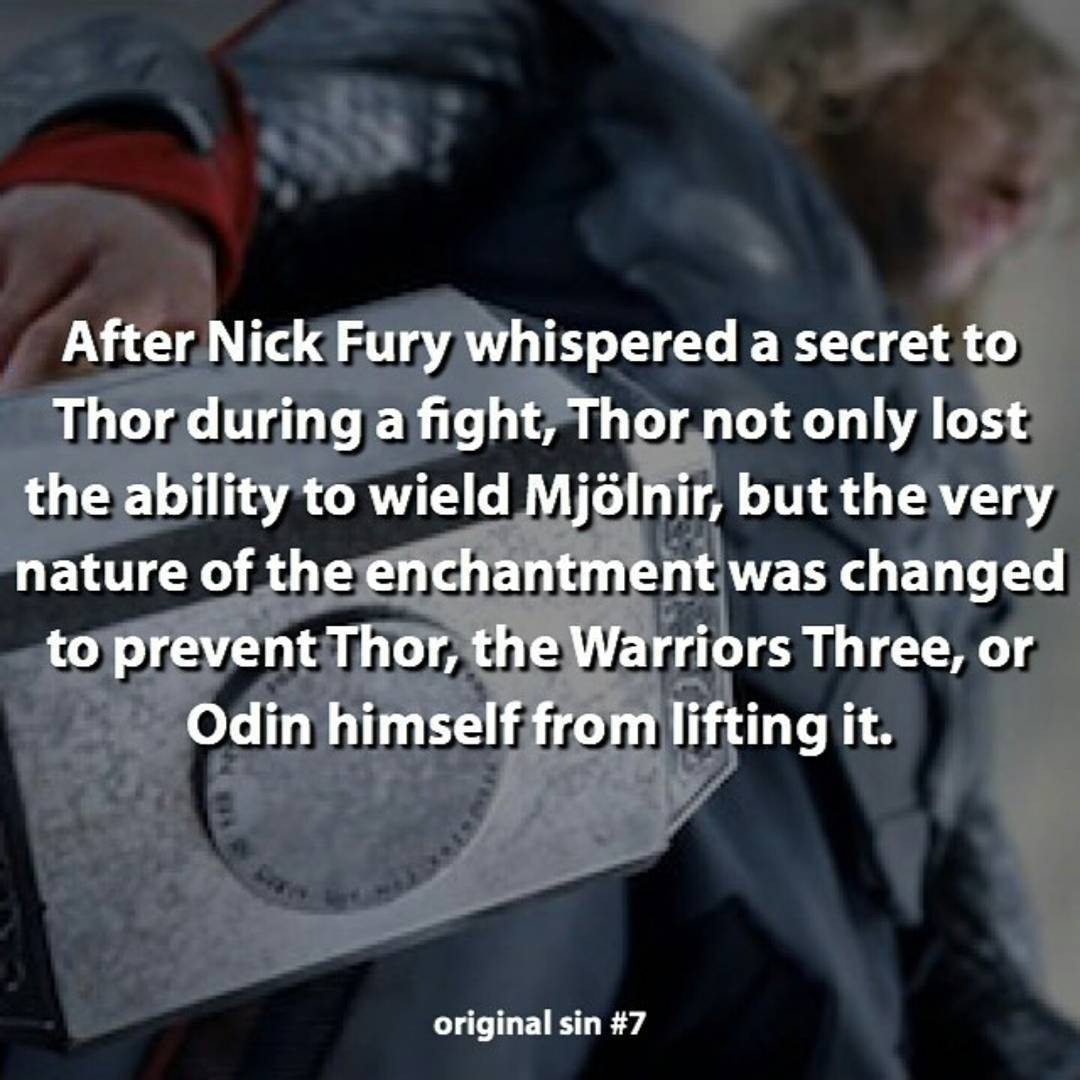 After Nick Fury whispered a secret to
Thor during a fight, Thor not only lost
the ability to wield Mjölnir, but the very
nature of the enchantment was changed
to prevent Thor, the Warriors Three, or
Odin himself from lifting it.
original sin #7